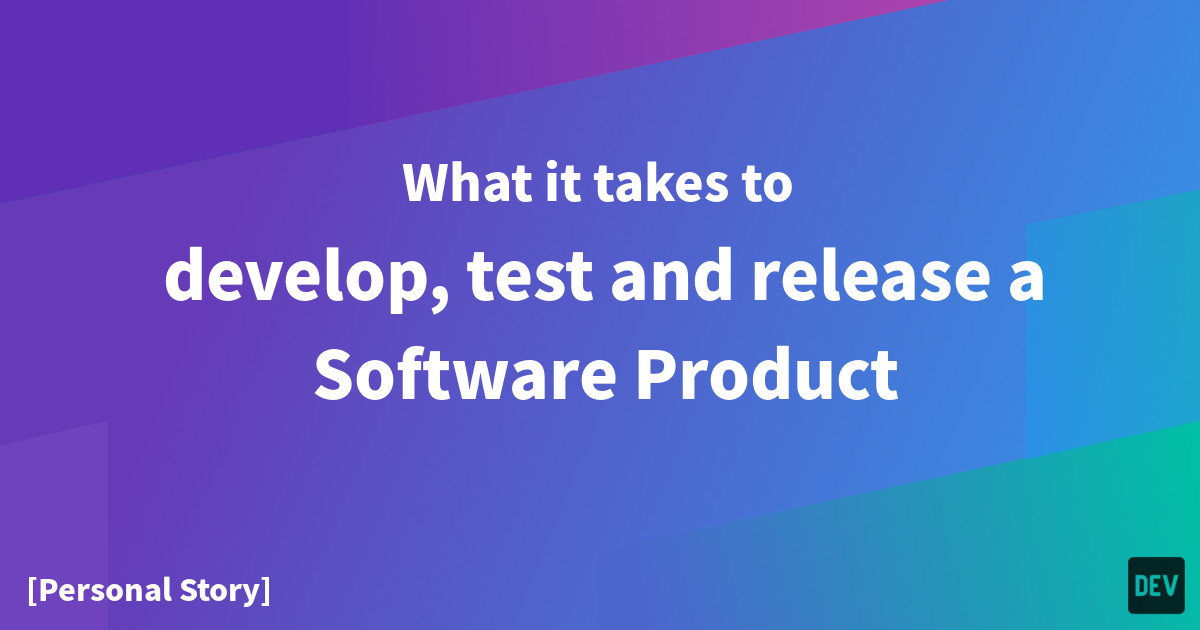 What it takes to
develop, test and release a
Software Product
[Personal Story]
DEV